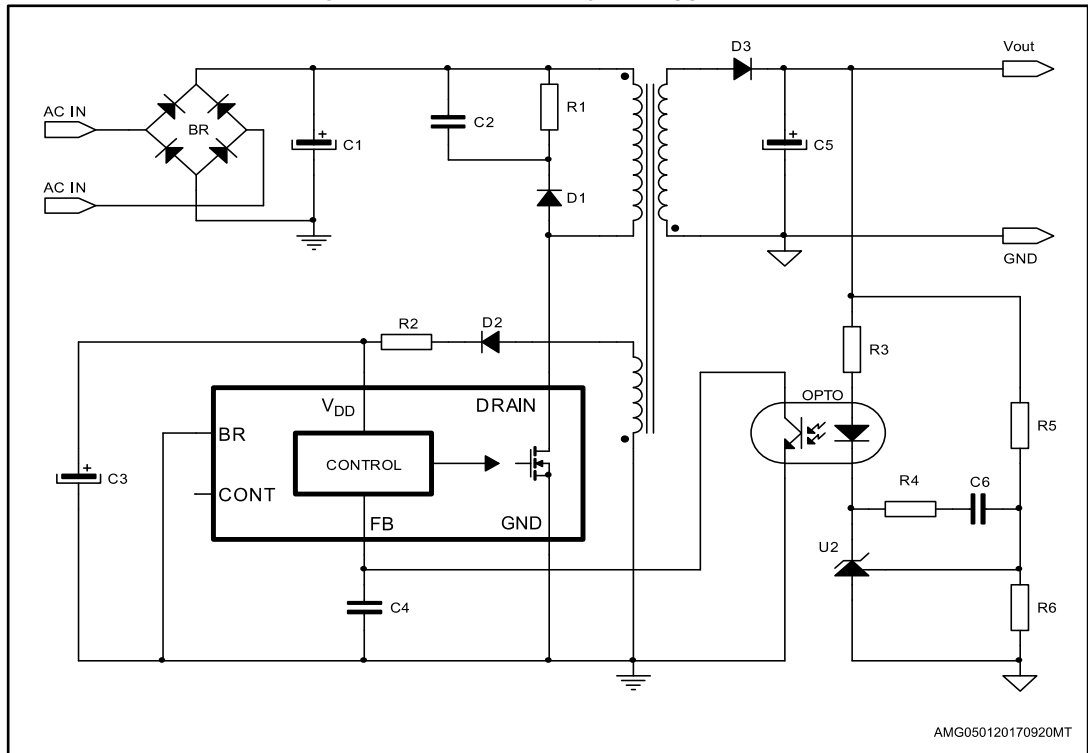 D3
Vout
AC IN
BR
R1
C2
C1
C5
AC IN
D1
GND
R2
D2
R3
OPTO
V_DD
DRAIN
BR
R5
CONTROL
C3
CONT
R4
C6
FB
GND
U2
C4
R6
AMG050120170920MT